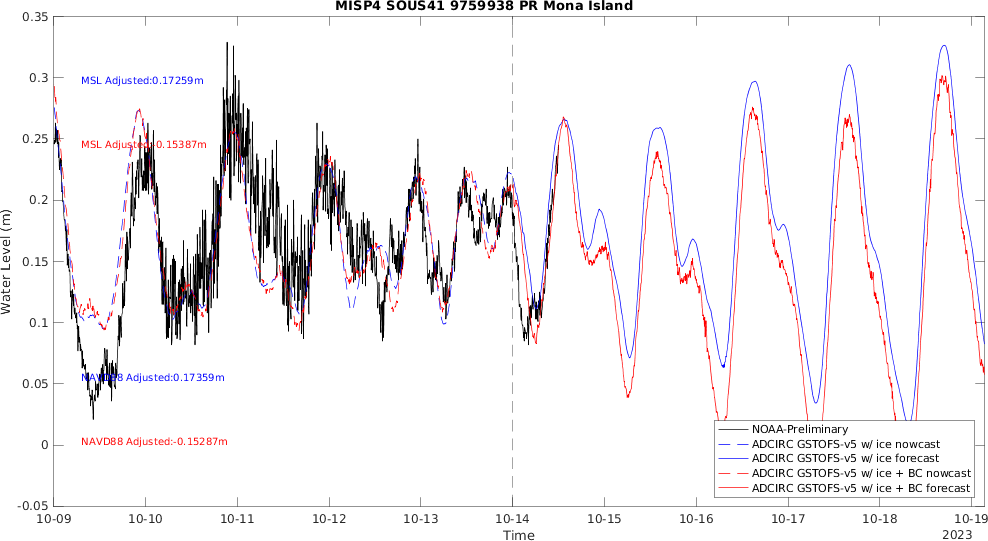 MISP4 SOUS41 9759938 PR Mona Island
0.35
0.3
0.25
0.2
0.15
0.1
0.05
0
-0.05
Water Level (m)
MSL Adjusted:0.17259m
MSL Adjusted:-0.15387m
NAVD88 Adjusted:0.17359m
NAVD88 Adjusted:-0.15287m
NOAA-Preliminary
ADCIRC GSTOFS-v5 w/ ice nowcast
ADCIRC GSTOFS-v5 w/ ice forecast
ADCIRC GSTOFS-v5 w/ ice + BC nowcast
ADCIRC GSTOFS-v5 w/ ice + BC forecast
10-09 10-10 10-11 10-12 10-13 10-14 10-15 10-16 10-17 10-18 10-19
Time
2023